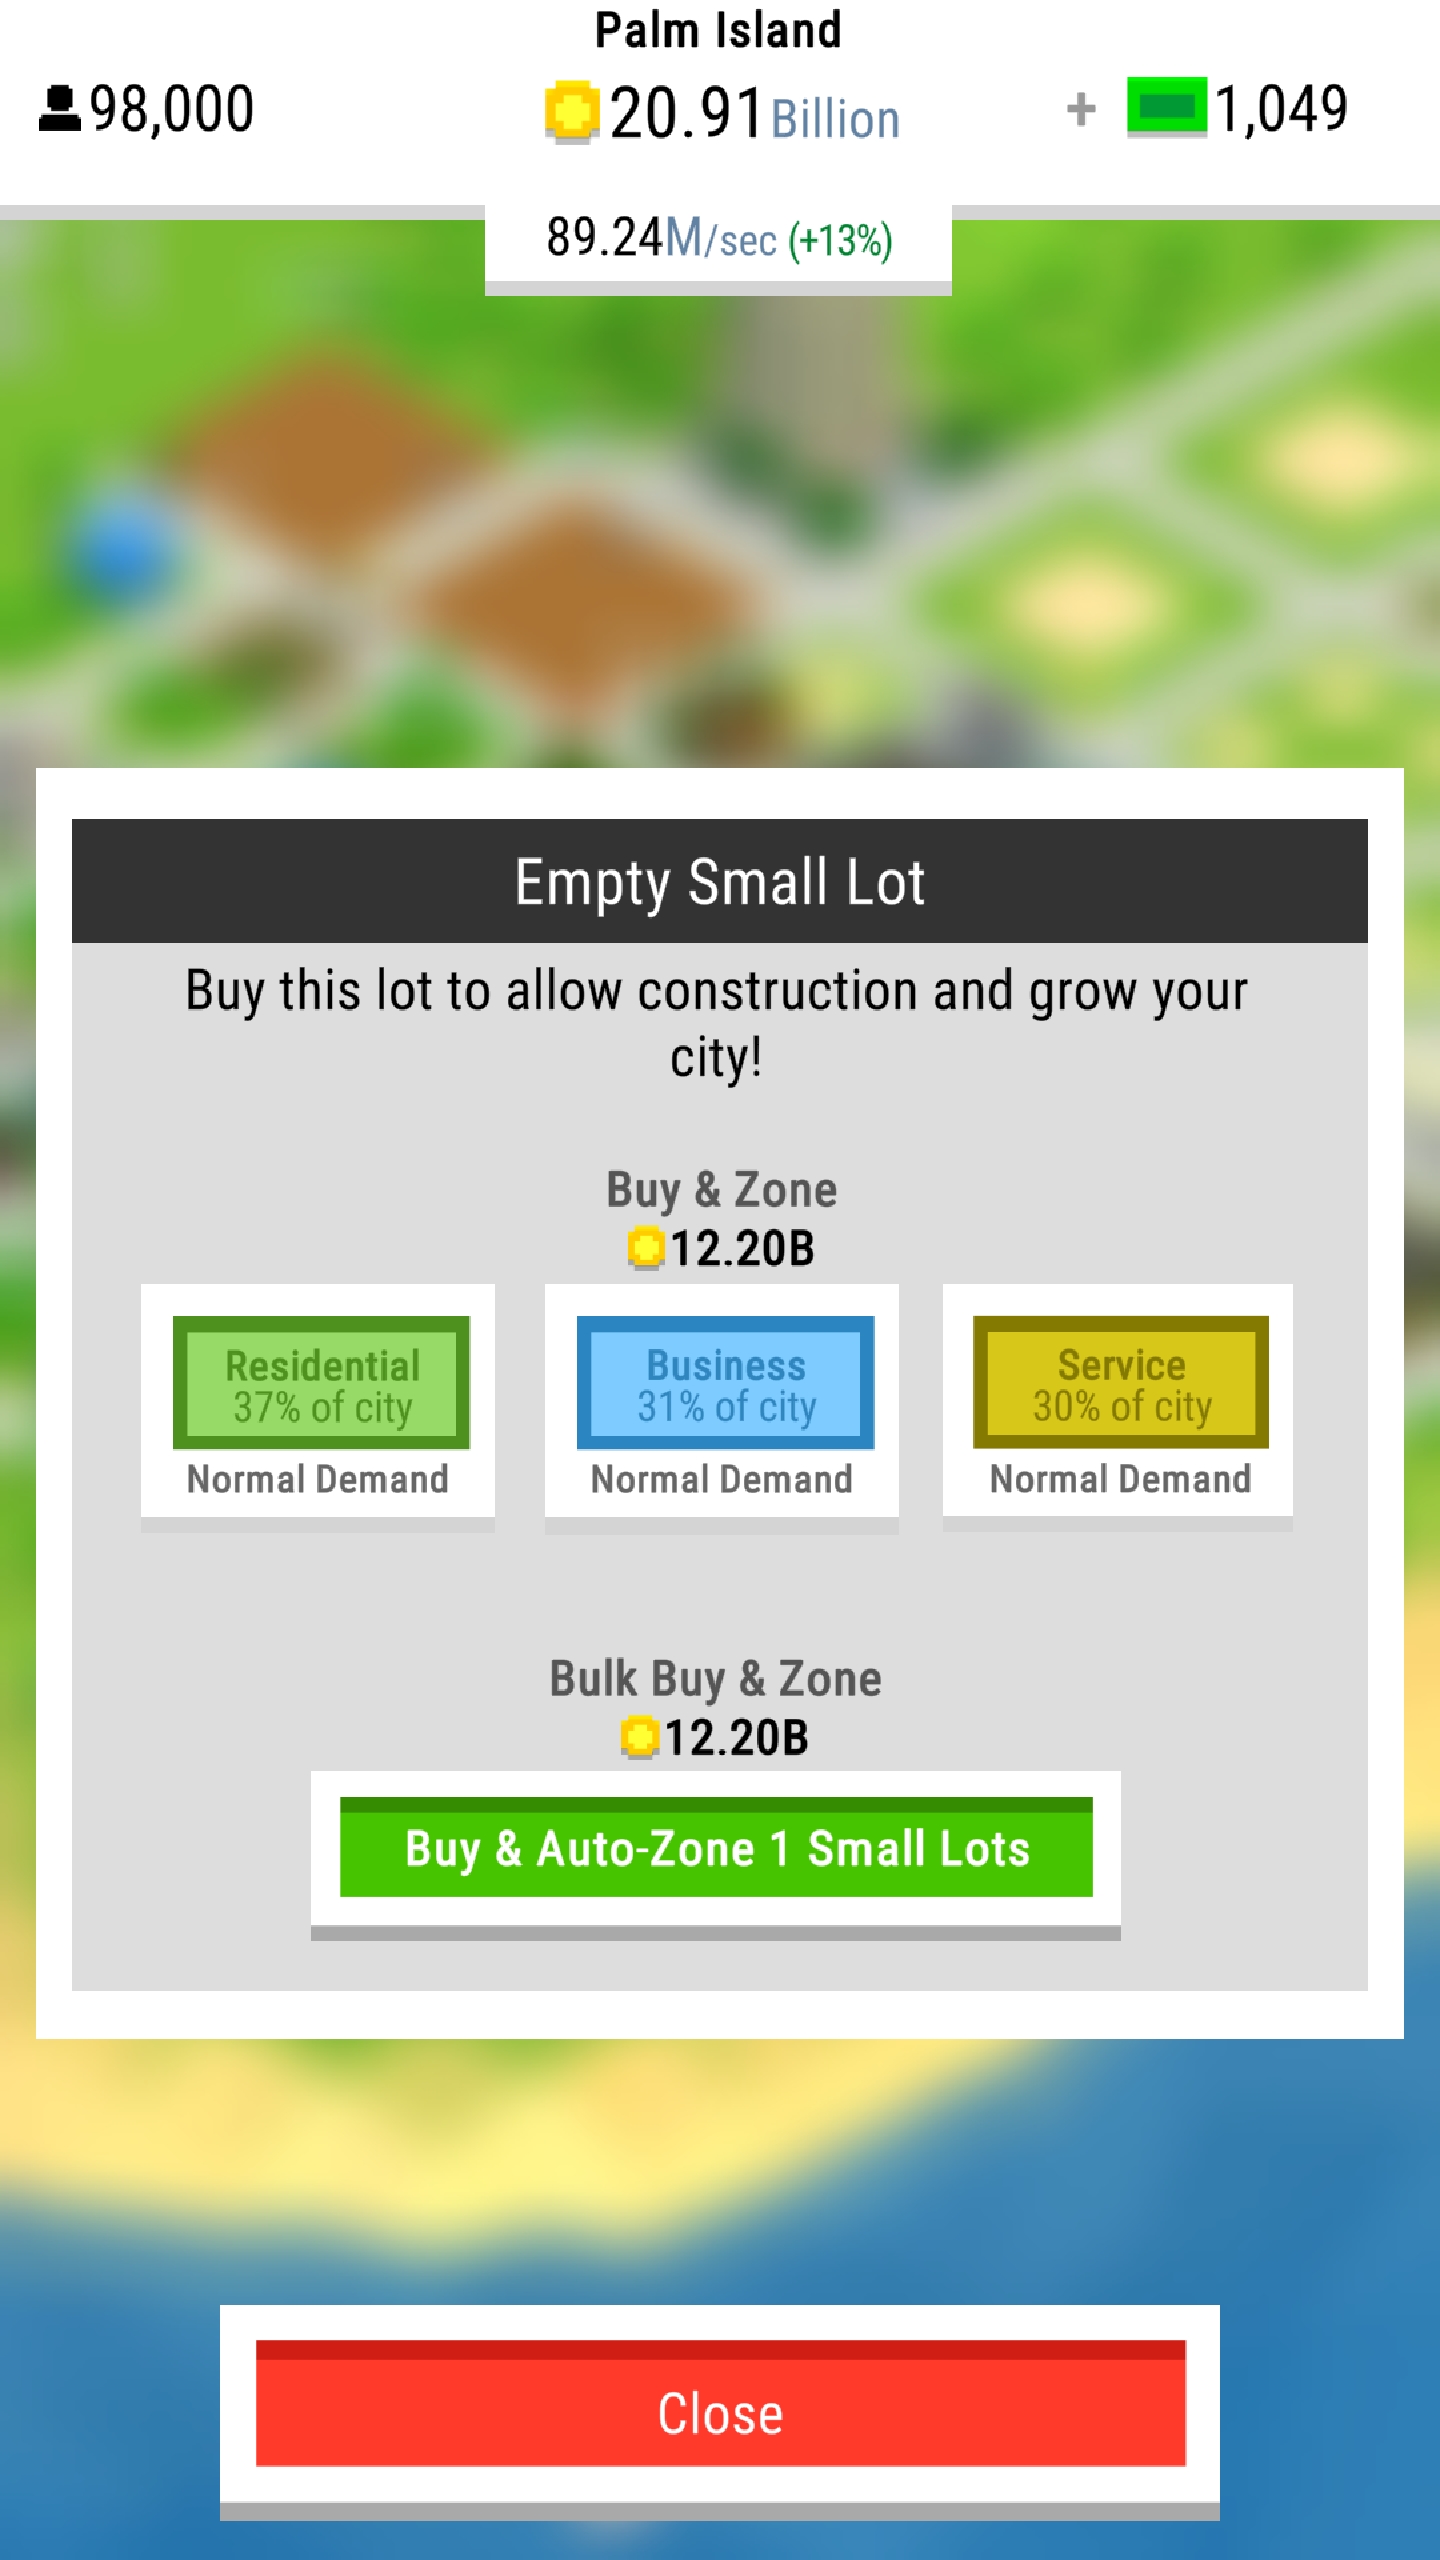 Palm Island
98,000
20.91 Billion
+ 1,049
89.24M/sec (+13%)
Empty Small Lot
Buy this lot to allow construction and grow your
city!
Buy & Zone
12.20B
Residential
37% of city
Normal Demand
Business
31% of city
Normal Demand
Service
30% of city
Normal Demand
Bulk Buy & Zone
12.20B
Buy & Auto-Zone 1 Small Lots
Close